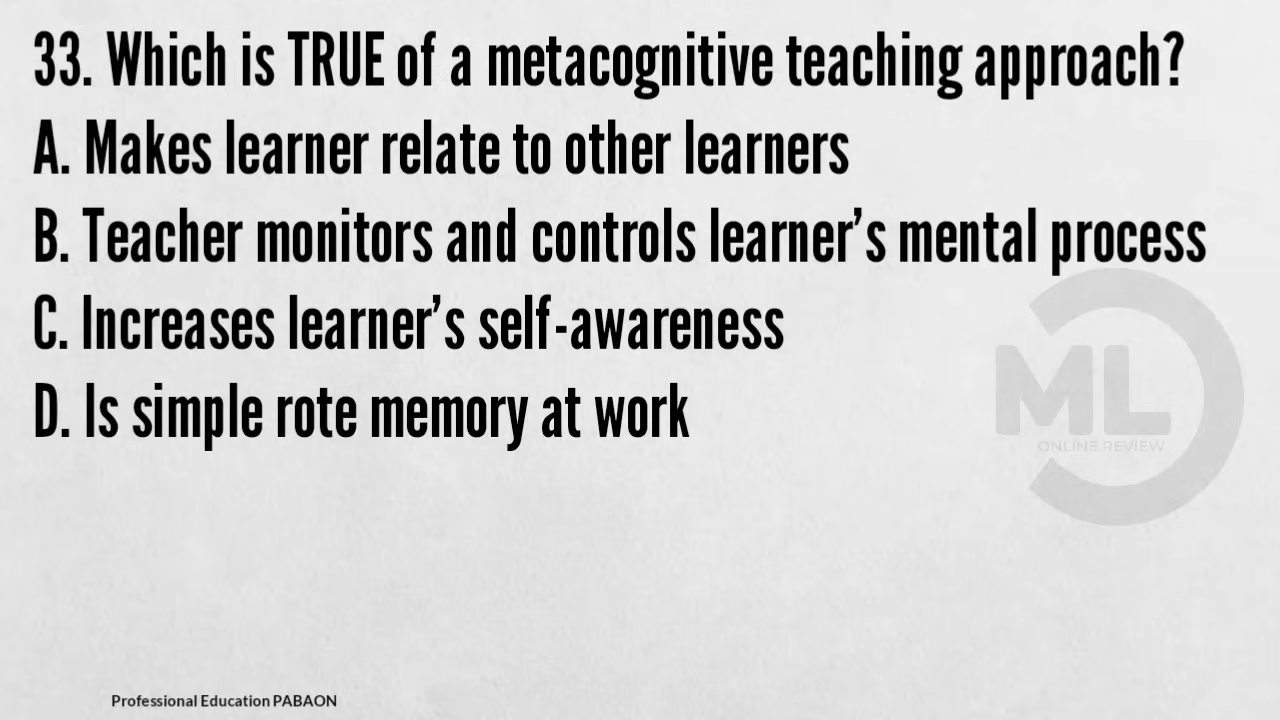 33. Which is TRUE of a metacognitive teaching approach?
A. Makes learner relate to other learners
B. Teacher monitors and controls learner’s mental process
C. Increases learner’s self-awareness
D. Is simple rote memory at work
ML
ONLINE REVIEW
Professional Education PABAON